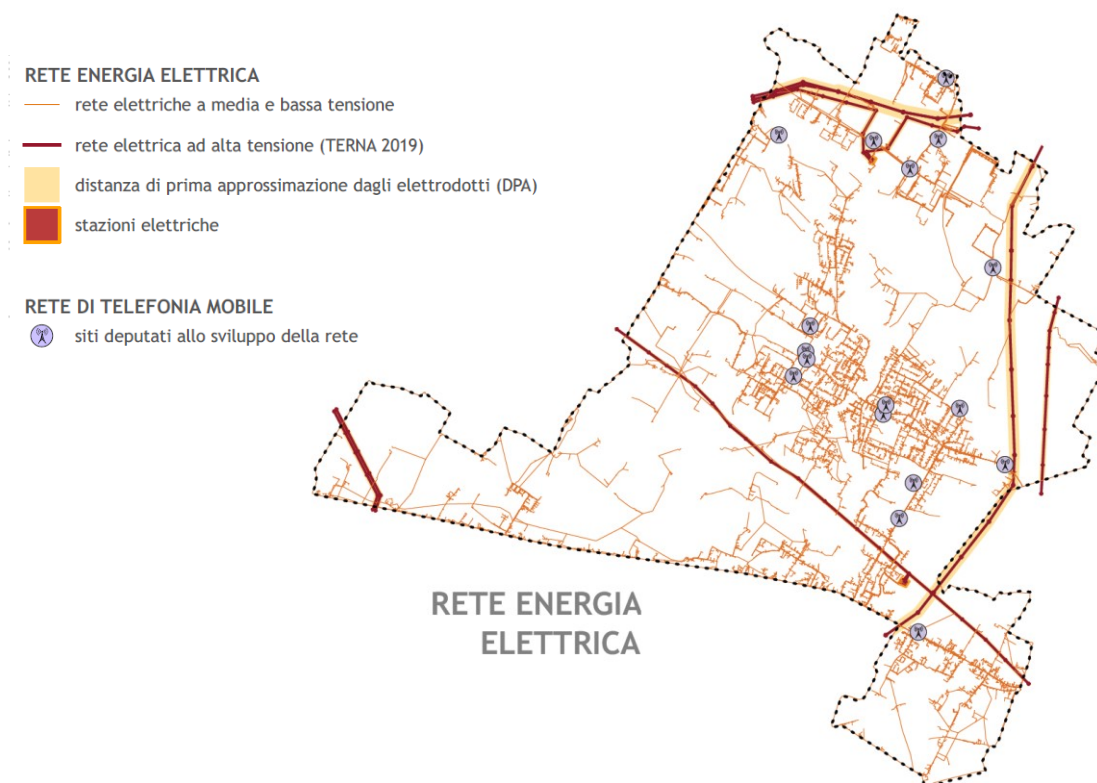 RETE ENERGIA ELETTRICA
rete elettriche a media e bassa tensione
rete elettrica ad alta tensione (TERNA 2019)
distanza di prima approssimazione dagli elettrodotti (DPA)
stazioni elettriche
RETE DI TELEFONIA MOBILE
siti deputati allo sviluppo della rete
RETE ENERGIA
ELETTRICA